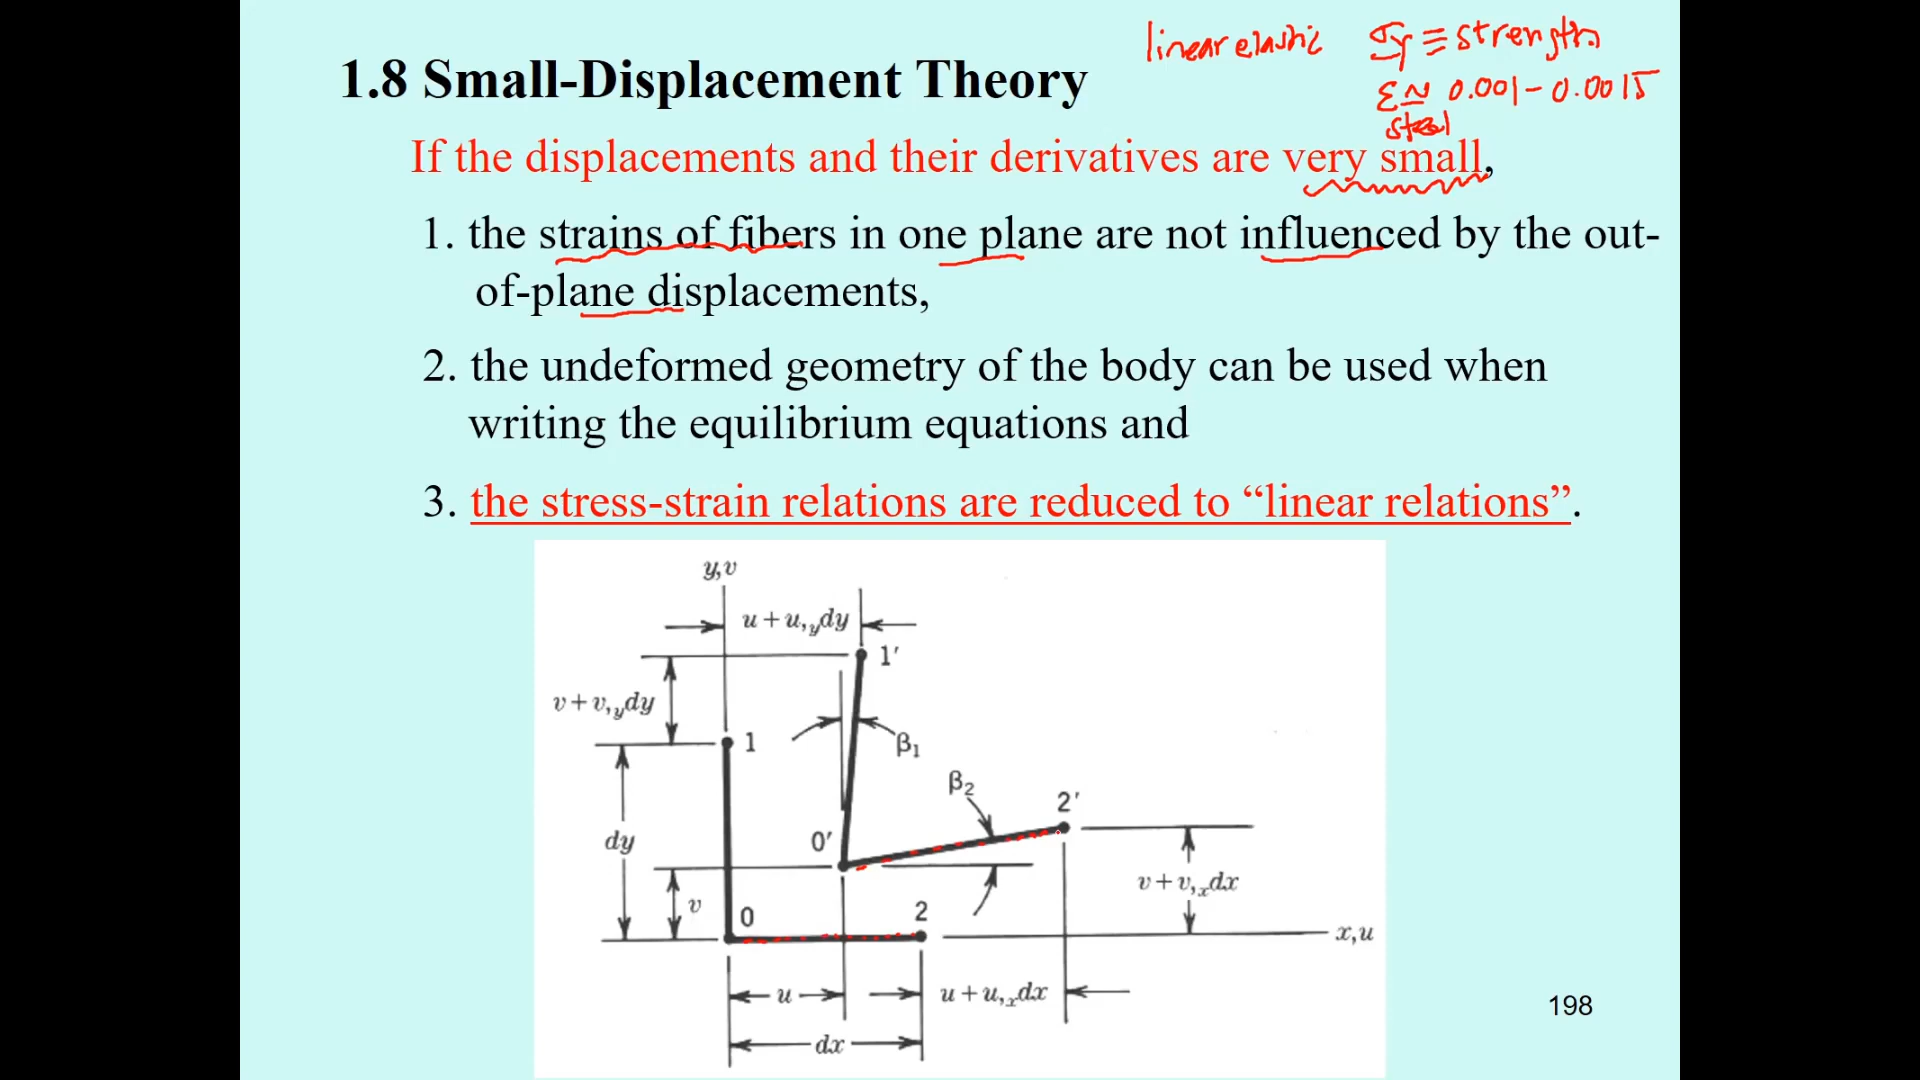 linear elastic σy ≡ strength
ε ≈ 0.001 - 0.0015
steel
1.8 Small-Displacement Theory
If the displacements and their derivatives are very small,
1. the strains of fibers in one plane are not influenced by the out-
of-plane displacements,
2. the undeformed geometry of the body can be used when
writing the equilibrium equations and
3. the stress-strain relations are reduced to “linear relations”.
y,v
u + u,ydy
1′
v + v,ydy
1
β1
β2
2′
dy
0′
v + v,xdx
v
0
2
x,u
u
u + u,xdx
198
dx